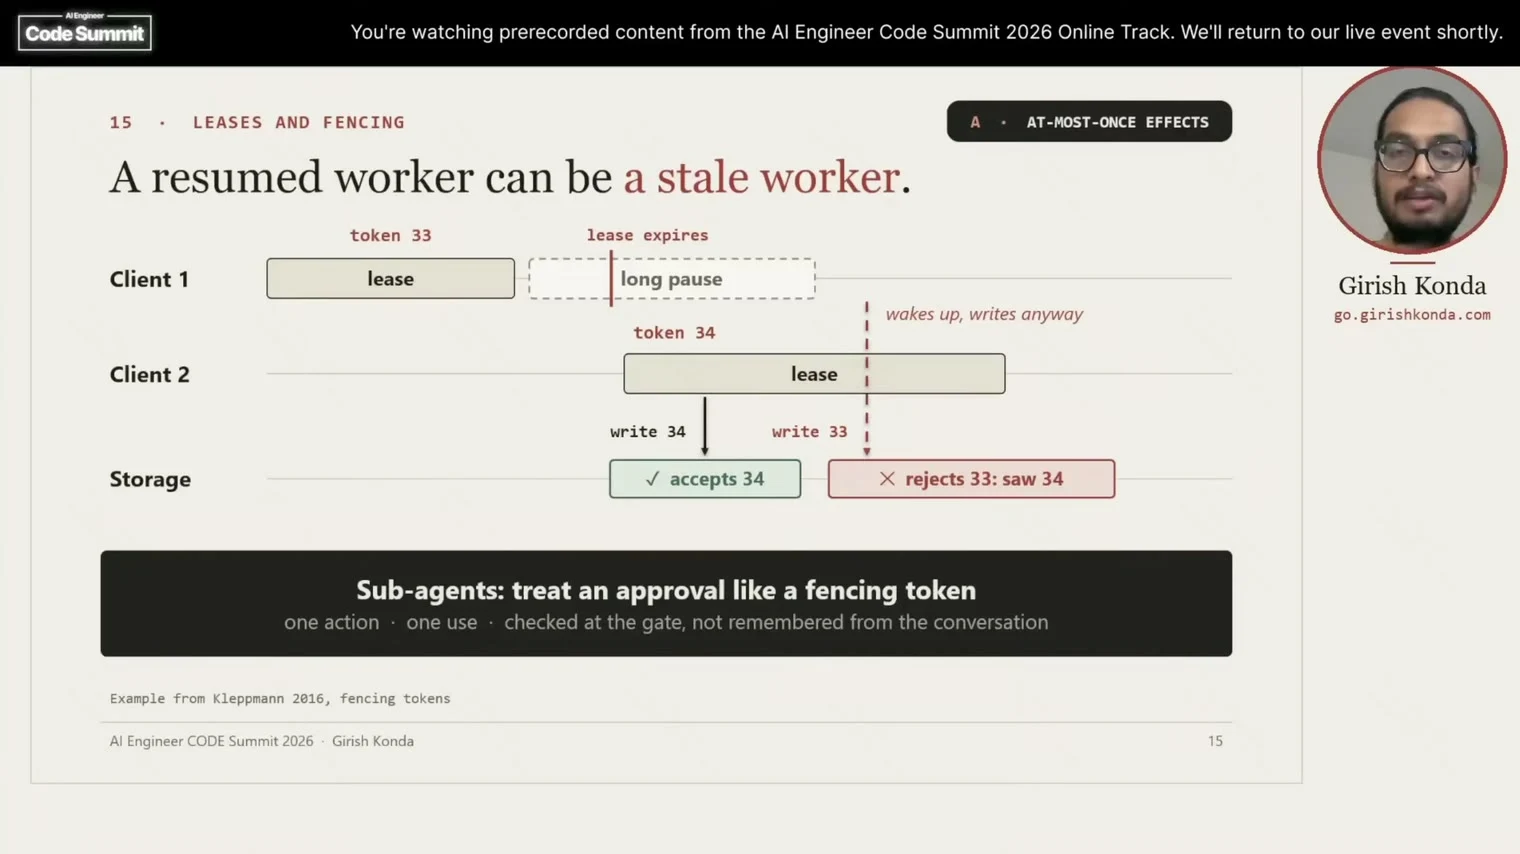 AI Engineer
Code Summit
You're watching prerecorded content from the AI Engineer Code Summit 2026 Online Track. We'll return to our live event shortly.
15 · LEASES AND FENCING
A · AT-MOST-ONCE EFFECTS
A resumed worker can be a stale worker.
token 33
lease expires
Client 1
lease
long pause
wakes up, writes anyway
token 34
Client 2
lease
write 34
write 33
Storage
✓ accepts 34
✕ rejects 33: saw 34
Sub-agents: treat an approval like a fencing token
one action · one use · checked at the gate, not remembered from the conversation
Example from Kleppmann 2016, fencing tokens
AI Engineer CODE Summit 2026 · Girish Konda
15
Girish Konda
go.girishkonda.com